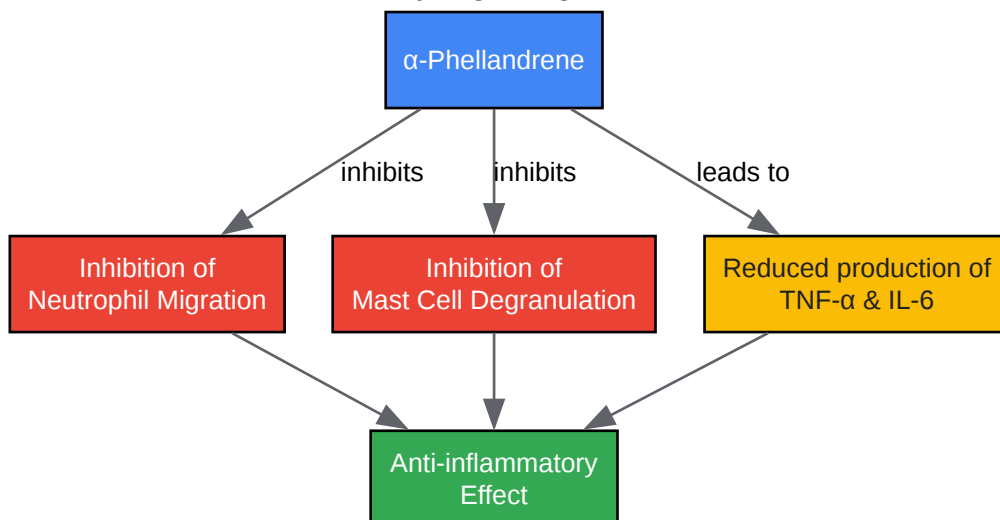 α-Phellandrene
inhibits
inhibits
leads to
Inhibition of
Neutrophil Migration
Inhibition of
Mast Cell Degranulation
Reduced production of
TNF-α & IL-6
Anti-inflammatory
Effect